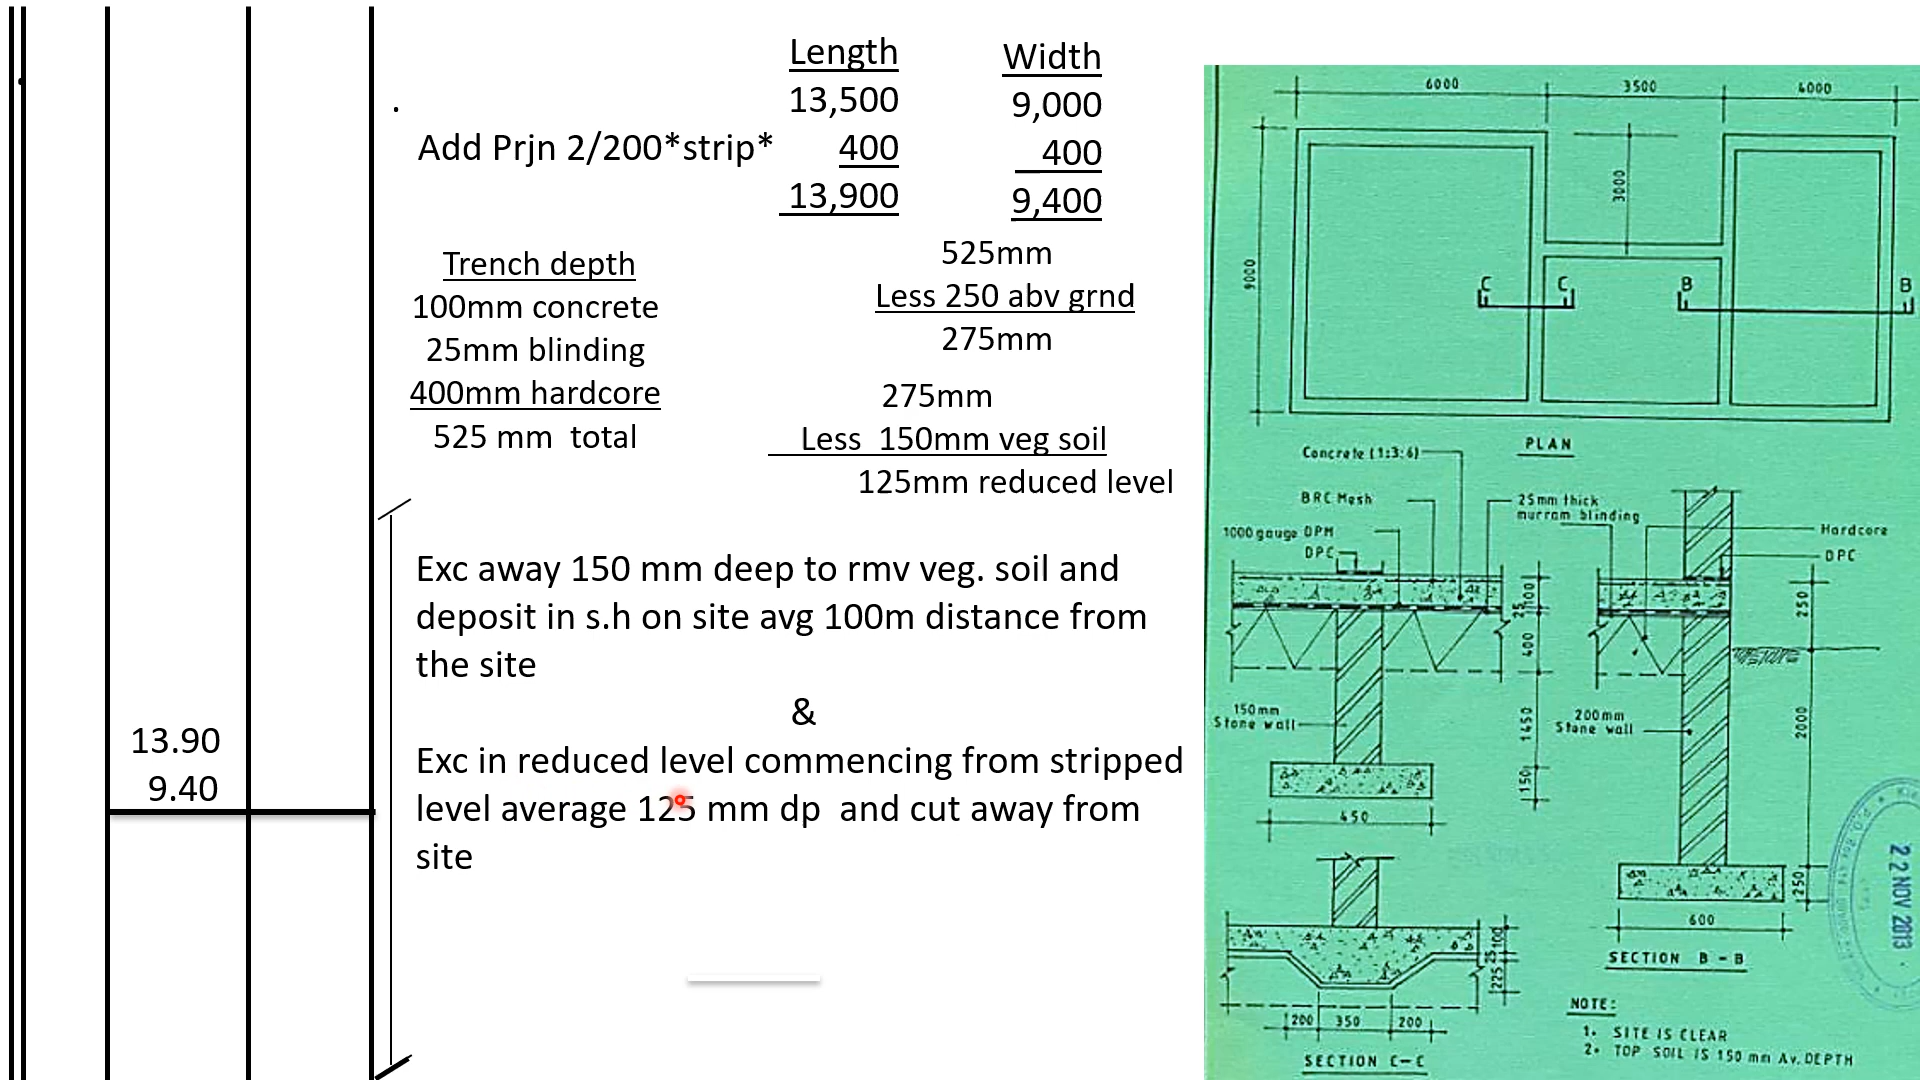 Length
Width
13,500
9,000
Add Prjn 2/200*strip*
400
400
13,900
9,400
Trench depth
100mm concrete
25mm blinding
400mm hardcore
525 mm total
525mm
Less 250 abv grnd
275mm
275mm
Less 150mm veg soil
125mm reduced level
Exc away 150 mm deep to rmv veg. soil and
deposit in s.h on site avg 100m distance from
the site
&
13.90
9.40
Exc in reduced level commencing from stripped
level average 125 mm dp and cut away from
site
6000
3500
4000
3000
9000
C
C
B
B
PLAN
Concrete (1:3:6)
BRC Mesh
25mm thick
murram blinding
1000 gauge DPM
DPC
Hardcore
DPC
100
25
400
250
150mm
Stone wall
1450
200mm
Stone wall
2000
150
450
250
600
SECTION B-B
100
25
225
200
350
200
SECTION C-C
NOTE:
1. SITE IS CLEAR
2. TOP SOIL IS 150 mm Av. DEPTH
22 NOV 2013